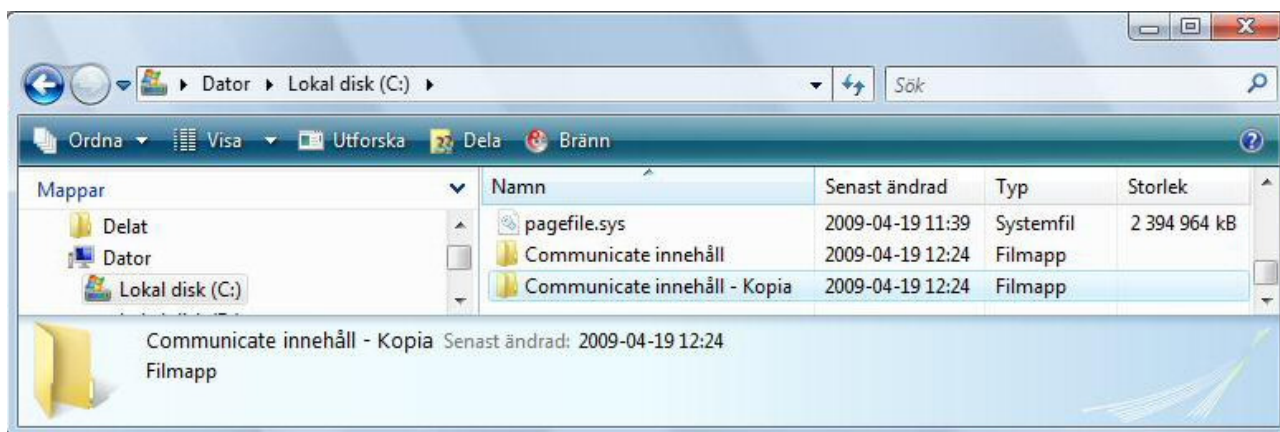 Dator Lokal disk (C:) Sök
Ordna Visa Utforska Dela Bränn
Mappar Namn Senast ändrad Typ Storlek
Delat pagefile.sys 2009-04-19 11:39 Systemfil 2 394 964 kB
Dator Communicate innehåll 2009-04-19 12:24 Filmapp
Lokal disk (C:) Communicate innehåll - Kopia 2009-04-19 12:24 Filmapp
Communicate innehåll - Kopia Senast ändrad: 2009-04-19 12:24
Filmapp